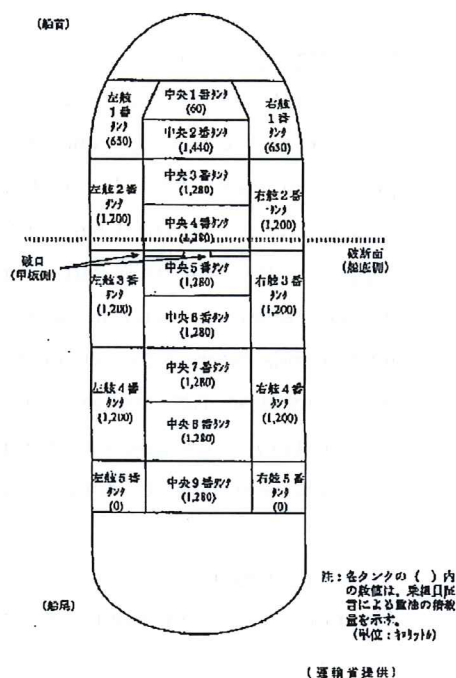 (船首)
左舷
1番
タンク
(650)
中央1番タンク
(60)
右舷
1番
タンク
(650)
中央2番タンク
(1,440)
左舷2番
タンク
(1,200)
中央3番タンク
(1,280)
右舷2番
タンク
(1,200)
中央4番タンク
(1,280)
破口
(甲板側)
破断面
(船底側)
左舷3番
タンク
(1,200)
中央5番タンク
(1,280)
右舷3番
タンク
(1,200)
中央6番タンク
(1,280)
左舷4番
タンク
(1,200)
中央7番タンク
(1,280)
右舷4番
タンク
(1,200)
中央8番タンク
(1,280)
左舷5番
タンク
(0)
中央9番タンク
(1,280)
右舷5番
タンク
(0)
(船尾)
注:各タンクの( )内
の数値は、乗組員証
言による重油の積載
量を示す。
(単位:キロリットル)
(運輸省提供)